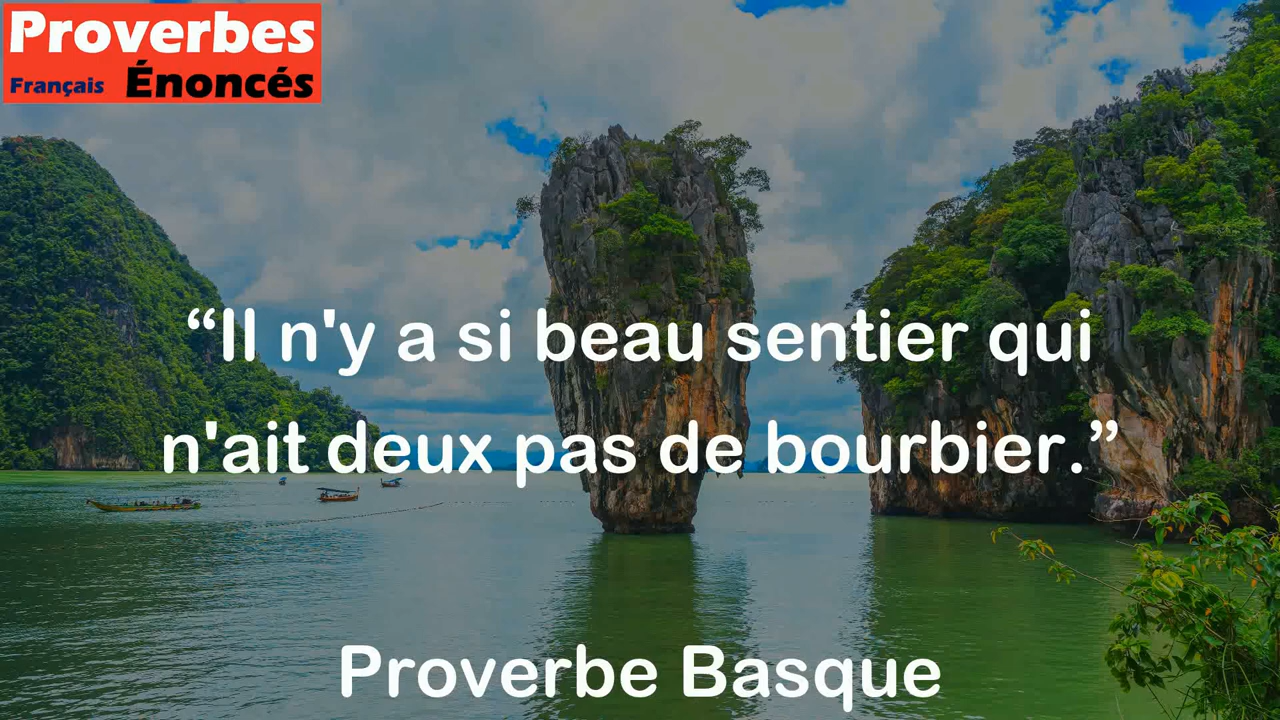 Proverbes
Français Énoncés
“Il n'y a si beau sentier qui
n'ait deux pas de bourbier.”
Proverbe Basque